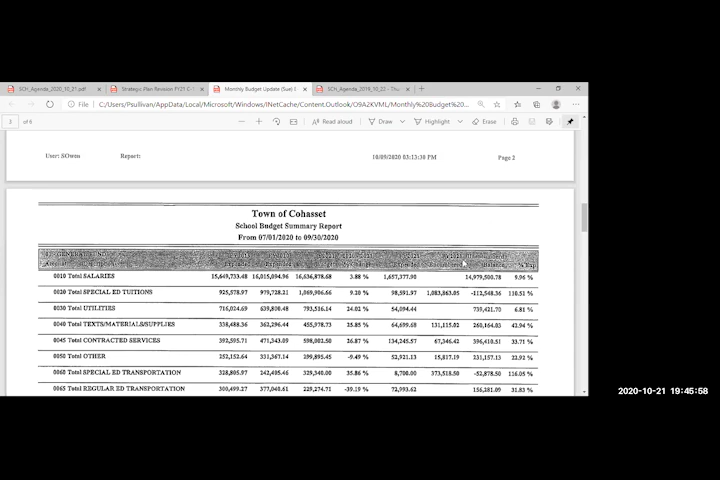 SCH_Agenda_2020_10_21.pdf
Strategic Plan Revision FY21 C
Monthly Budget Update (Sue)
SCH_Agenda_2019_10_23 - Thu
File C:/Users/Psullivan/AppData/Local/Microsoft/Windows/INetCache/Content.Outlook/O9A2KVML/Monthly%20Budget%20...
3 of 6 Read aloud Draw Highlight Erase
User: SOwens Report: 10/09/2020 03:13:30 PM Page 2
Town of Cohasset
School Budget Summary Report
From 07/01/2020 to 09/30/2020
0010 Total SALARIES 15,649,733.48 16,015,094.96 16,636,878.68 3.88 % 1,657,377.90 14,979,500.78 9.96 %
0020 Total SPECIAL ED TUITIONS 925,578.97 979,728.21 1,069,906.66 9.20 % 98,591.97 1,083,863.05 -112,548.36 110.51 %
0030 Total UTILITIES 716,024.69 639,800.48 793,516.14 24.02 % 54,094.44 739,421.70 6.81 %
0040 Total TEXTS/MATERIALS/SUPPLIES 338,488.36 362,296.44 455,978.73 25.85 % 64,699.68 131,115.02 260,164.03 42.94 %
0045 Total CONTRACTED SERVICES 392,595.71 471,343.09 598,002.50 26.87 % 134,245.57 67,346.42 396,410.51 33.71 %
0050 Total OTHER 252,152.64 331,367.14 299,895.45 -9.49 % 52,921.13 15,817.19 231,157.13 22.92 %
0060 Total SPECIAL ED TRANSPORTATION 328,805.97 242,405.46 329,340.00 35.86 % 8,700.00 373,518.50 -52,878.50 116.05 %
0065 Total REGULAR ED TRANSPORTATION 300,499.27 377,040.61 229,274.71 -39.19 % 72,993.62 156,281.09 31.83 %
2020-10-21 19:45:58